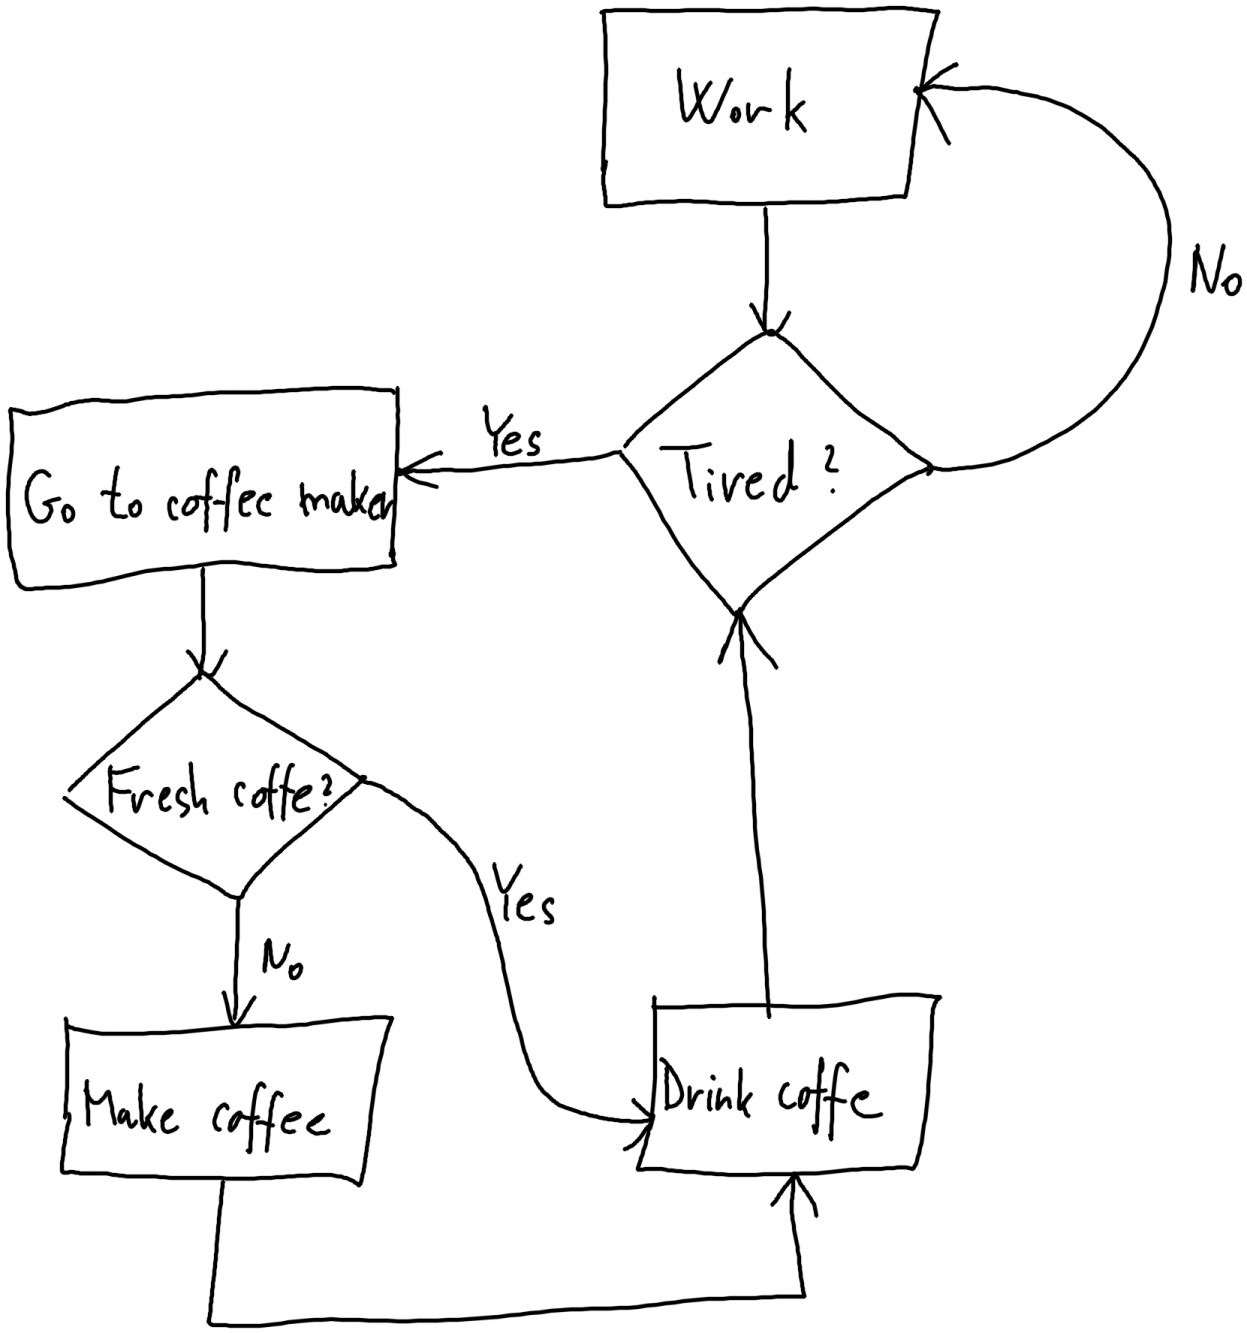 Work
No
Yes
Tired?
Go to coffee maker
Fresh coffe?
Yes
No
Make coffee
Drink coffe